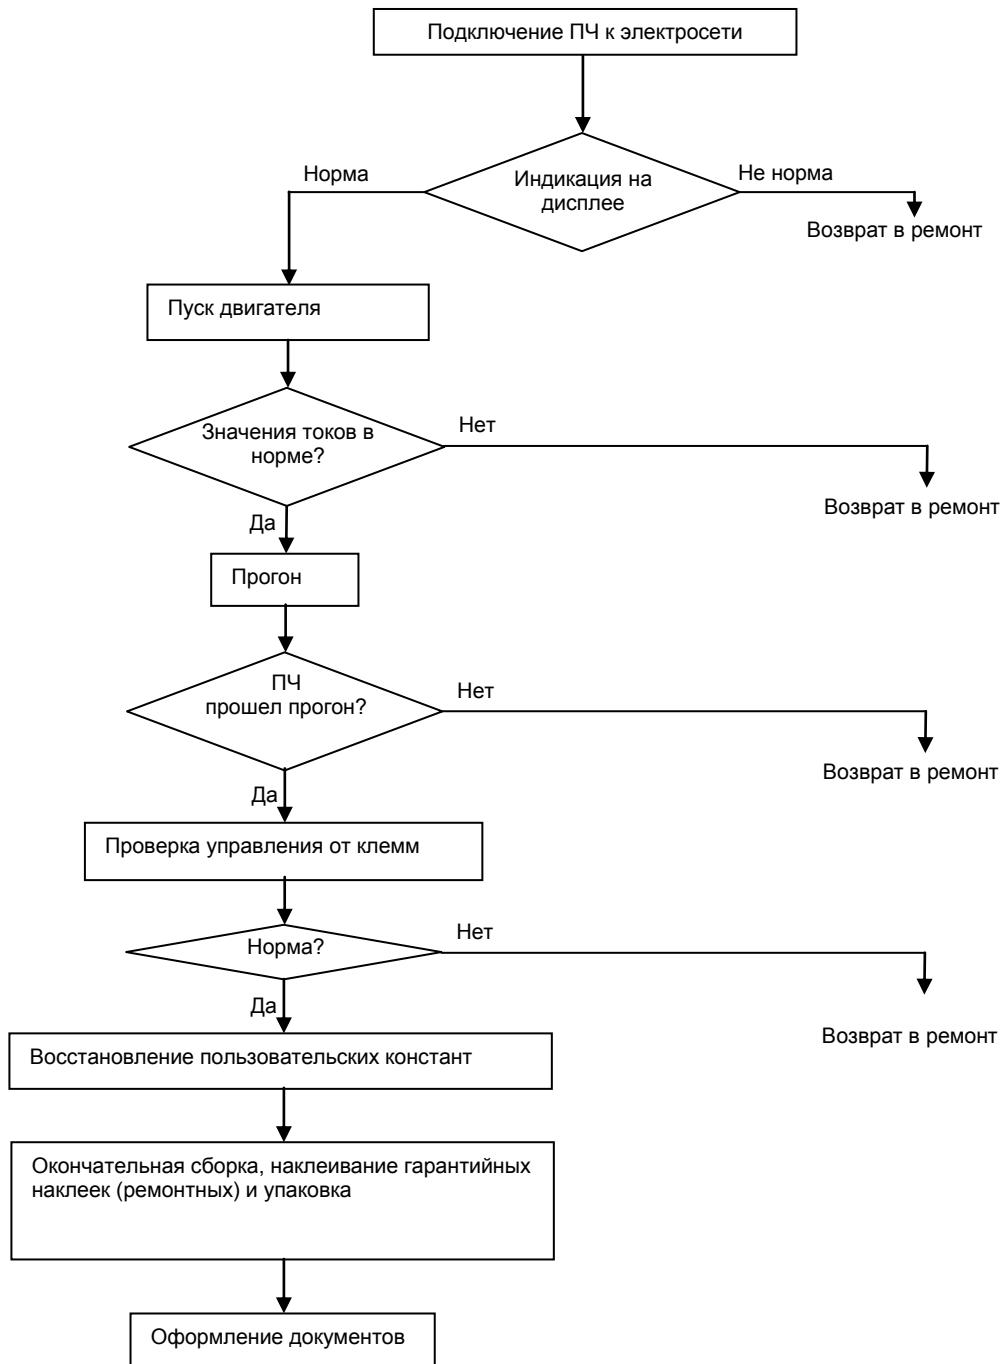 Подключение ПЧ к электросети
Норма
Индикация на
дисплее
Не норма
Возврат в ремонт
Пуск двигателя
Значения токов в
норме?
Нет
Возврат в ремонт
Да
Прогон
ПЧ
прошел прогон?
Нет
Возврат в ремонт
Да
Проверка управления от клемм
Норма?
Нет
Возврат в ремонт
Да
Восстановление пользовательских констант
Окончательная сборка, наклеивание гарантийных
наклеек (ремонтных) и упаковка
Оформление документов